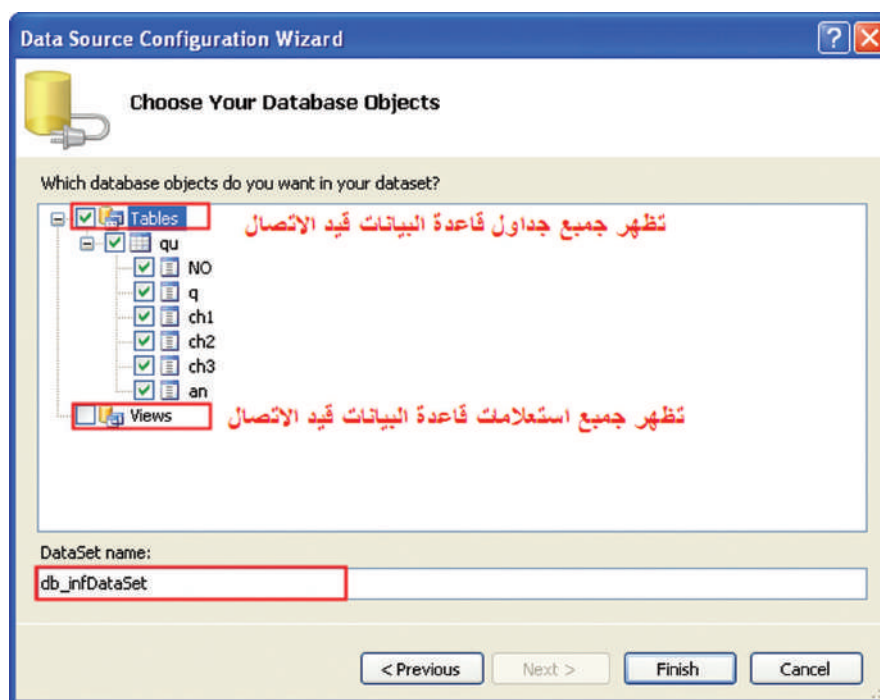 Data Source Configuration Wizard
Choose Your Database Objects
Which database objects do you want in your dataset?
Tables
تظهر جميع جداول قاعدة البيانات قيد الاتصال
qu
NO
q
ch1
ch2
ch3
an
Views
تظهر جميع استعلامات قاعدة البيانات قيد الاتصال
DataSet name:
db_infDataSet
< Previous
Next >
Finish
Cancel